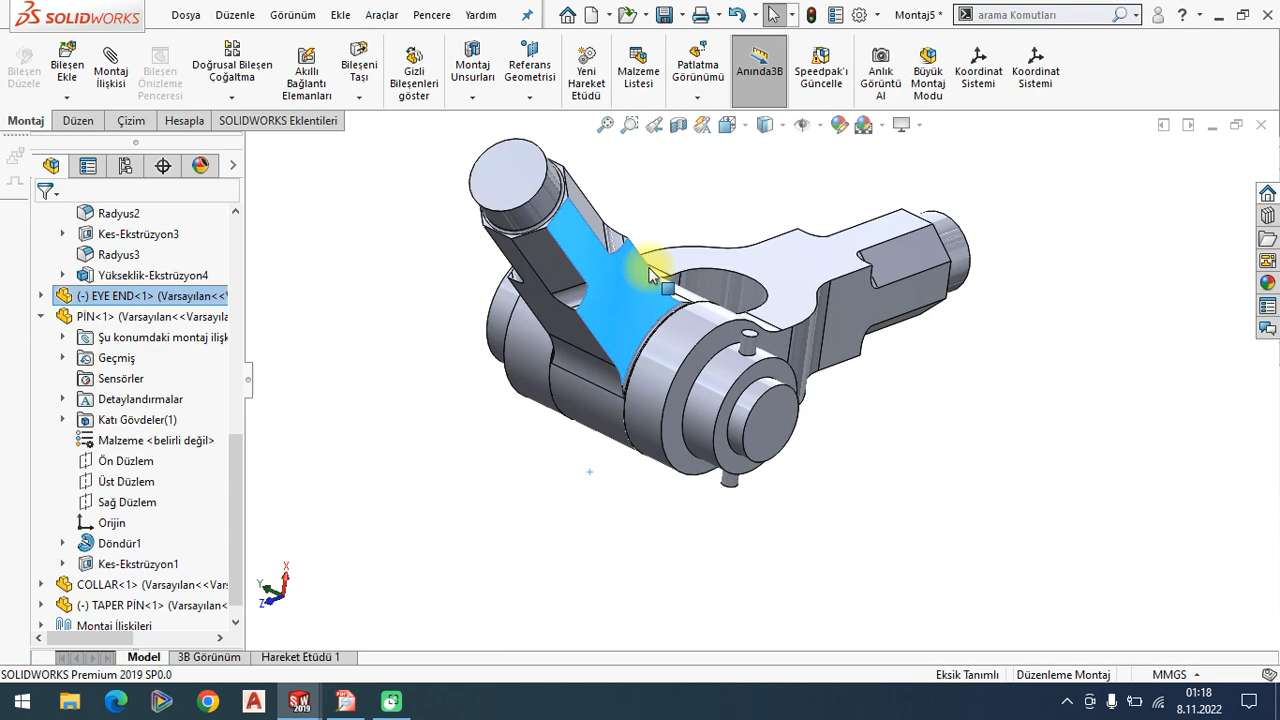 SOLIDWORKS
Dosya Düzenle Görünüm Ekle Araçlar Pencere Yardım
Montaj5 *
arama Komutları
?
Bileşen Düzele
Bileşen Ekle
Montaj İlişkisi
Bileşen Önizleme Penceresi
Doğrusal Bileşen Çoğaltma
Akıllı Bağlantı Elemanları
Bileşeni Taşı
Gizli Bileşenleri göster
Montaj Unsurları
Referans Geometrisi
Yeni Hareket Etüdü
Malzeme Listesi
Patlatma Görünümü
Anında3B
Speedpak'ı Güncelle
Anlık Görüntü Al
Büyük Montaj Modu
Koordinat Sistemi
Koordinat Sistemi
Montaj Düzen Çizim Hesapla SOLIDWORKS Eklentileri
Radyus2
Kes-Ekstrüzyon3
Radyus3
Yükseklik-Ekstrüzyon4
(-) EYE END<1> (Varsayılan<<V
PİN<1> (Varsayılan<<Varsayıla
Şu konumdaki montaj ilişk
Geçmiş
Sensörler
Detaylandırmalar
Katı Gövdeler(1)
Malzeme <belirli değil>
Ön Düzlem
Üst Düzlem
Sağ Düzlem
Orijin
Döndür1
Kes-Ekstrüzyon1
COLLAR<1> (Varsayılan<<Var
(-) TAPER PİN<1> (Varsayılan<
Montaj İlişkileri
X
Y
Z
Model 3B Görünüm Hareket Etüdü 1
SOLIDWORKS Premium 2019 SP0.0
Eksik Tanımlı Düzenleme Montaj MMGS
SW 2019
01:18
8.11.2022